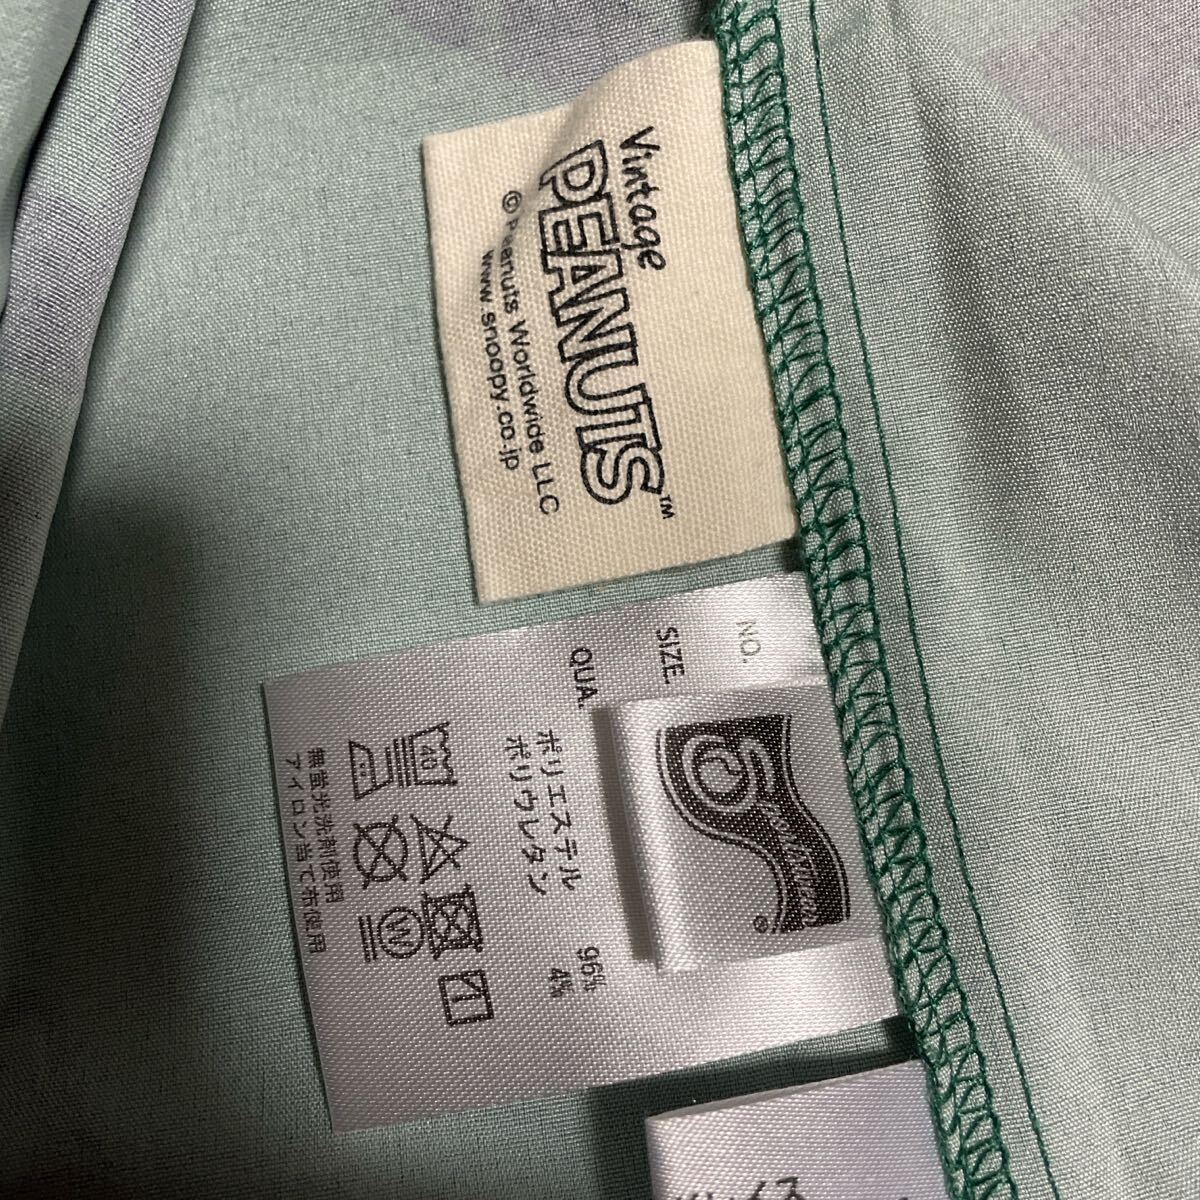 Vintage
PEANUTS™
© Peanuts Worldwide LLC
www.snoopy.co.jp
NO.
SIZE.
QUA.
ポリエステル 96%
ポリウレタン 4%
40
W
無蛍光洗剤使用
アイロン当て布使用
®